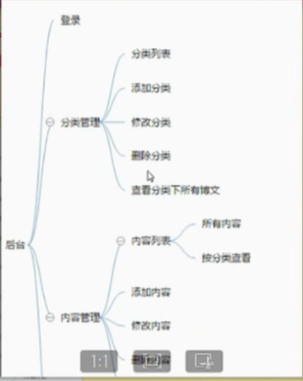 登录
分类列表
添加分类
分类管理
修改分类
删除分类
查看分类下所有博文
所有内容
后台
内容列表
按分类查看
添加内容
内容管理
修改内容
删除内容
1:1